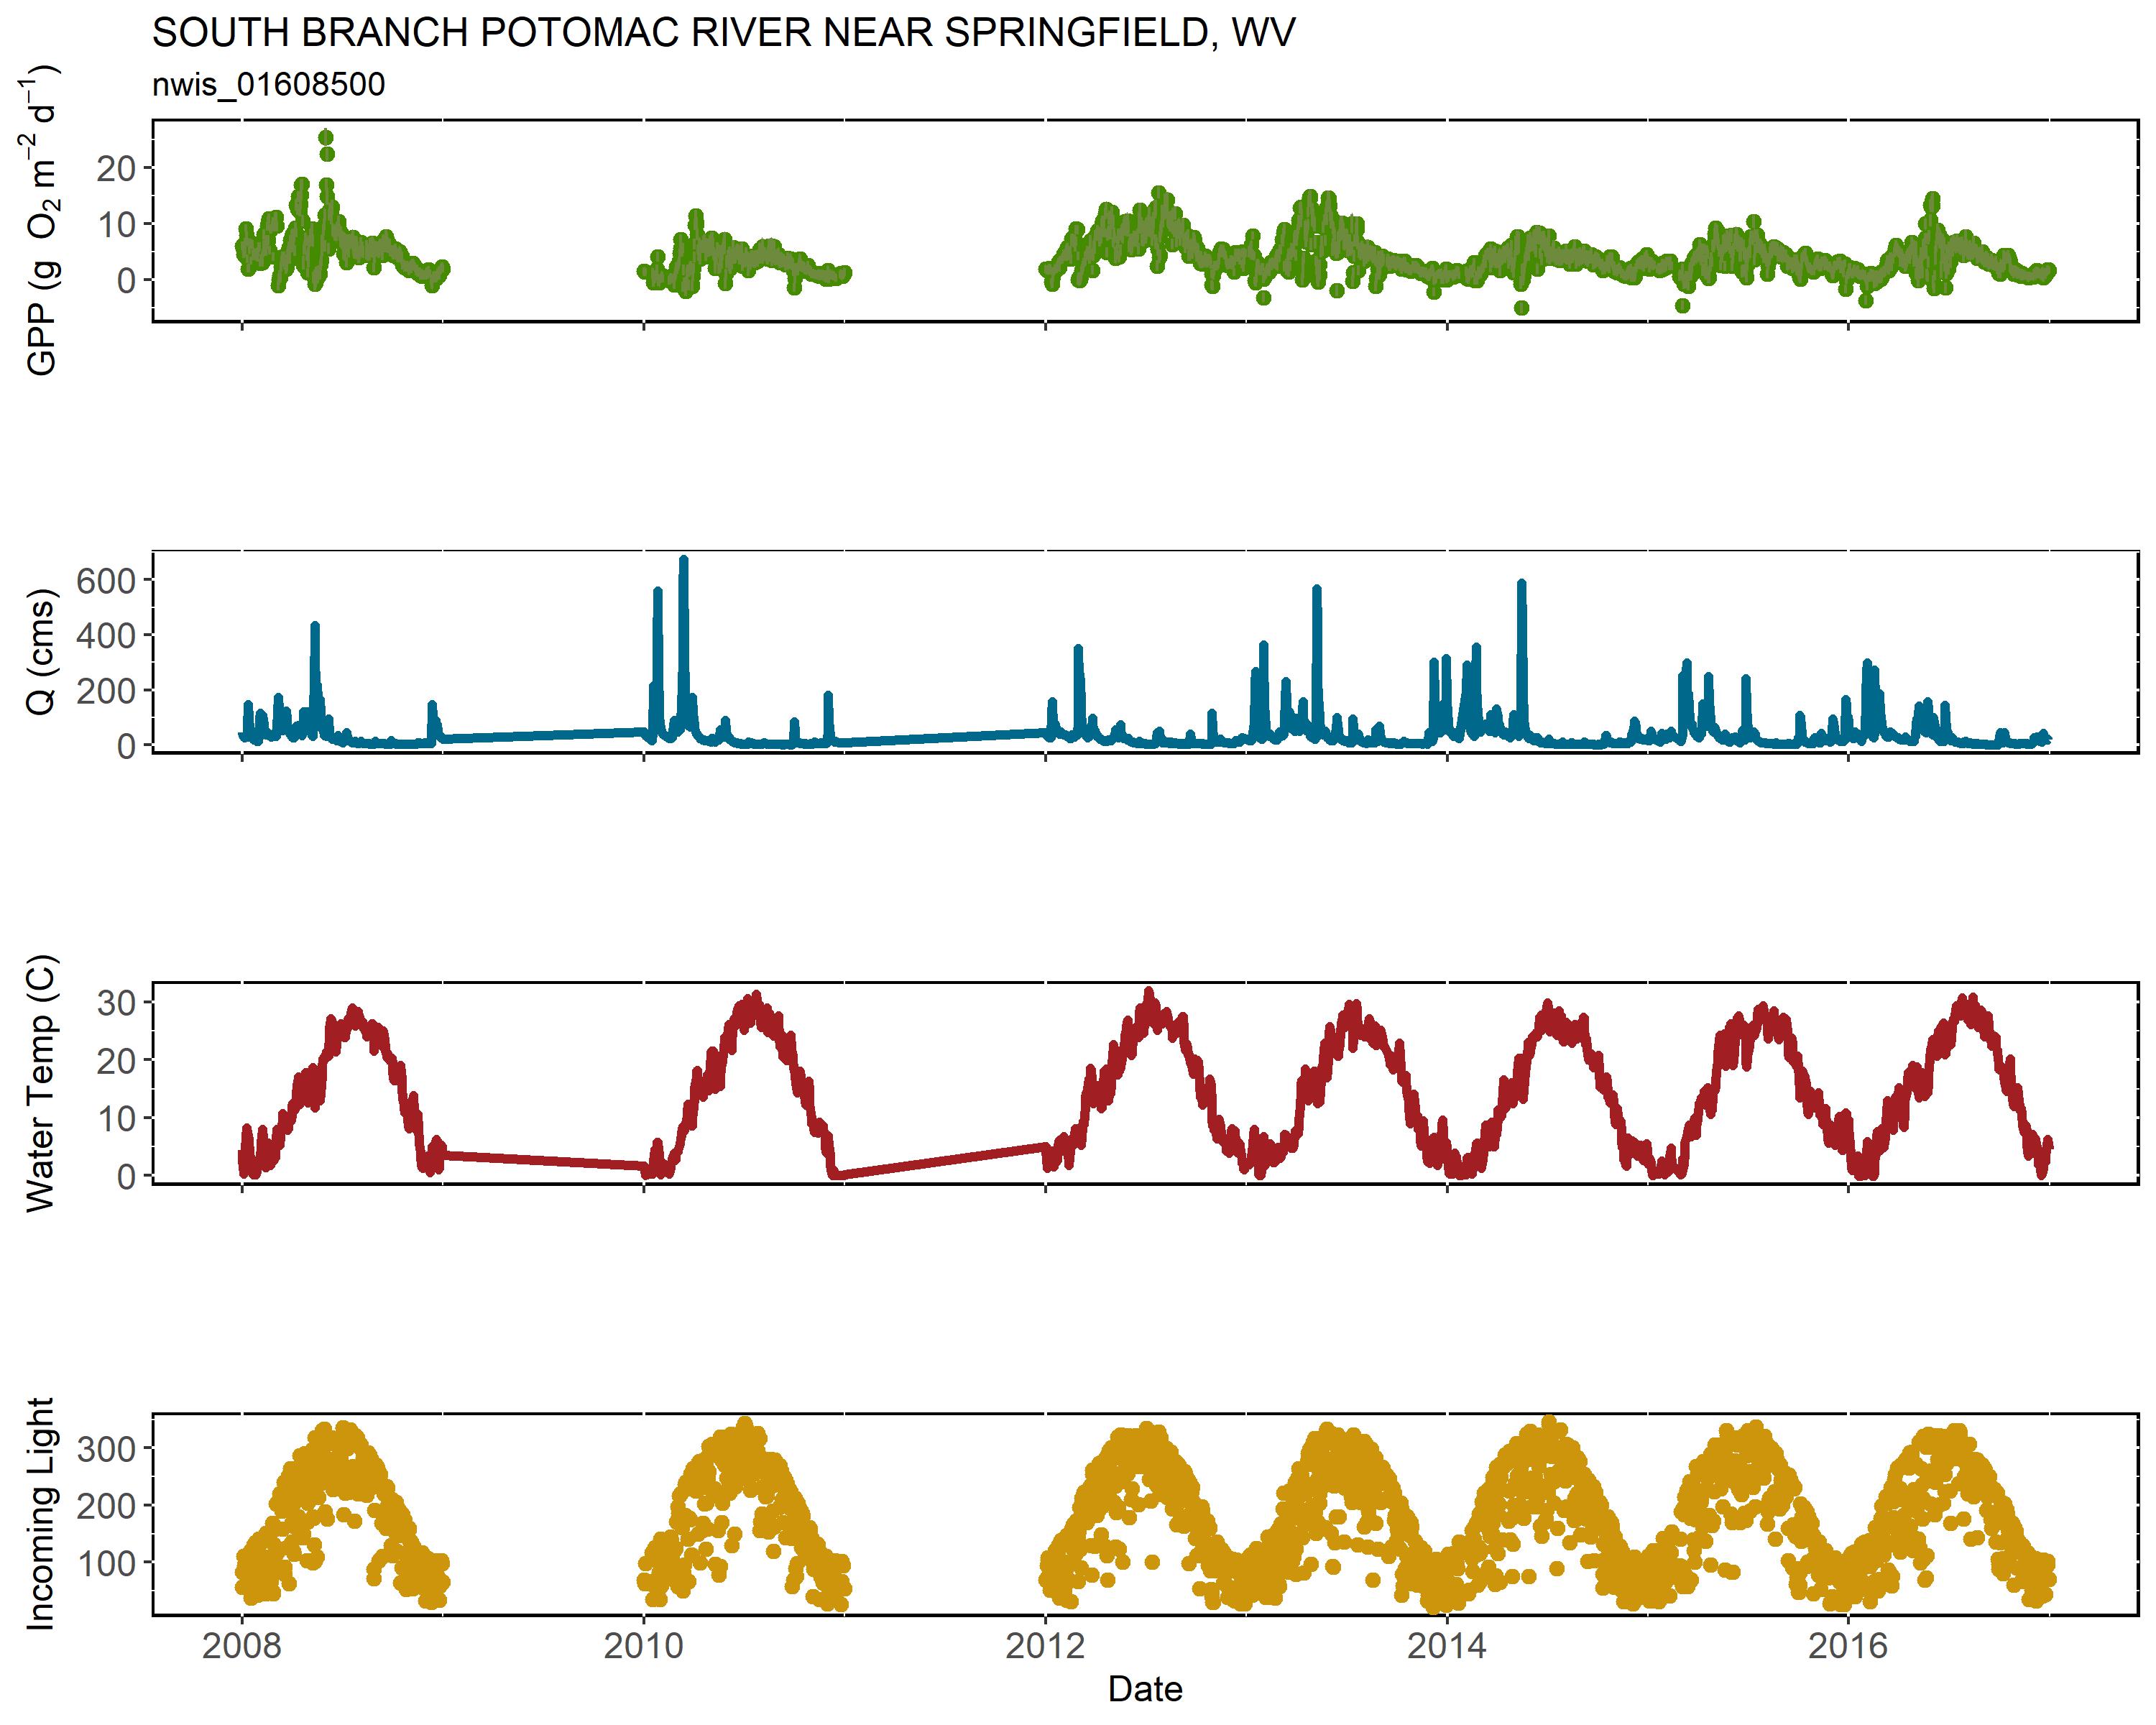 SOUTH BRANCH POTOMAC RIVER NEAR SPRINGFIELD, WV
nwis_01608500
GPP (g O₂ m⁻² d⁻¹)
20
10
0
Q (cms)
600
400
200
0
Water Temp (C)
30
20
10
0
Incoming Light
300
200
100
2008 2010 2012 2014 2016
Date